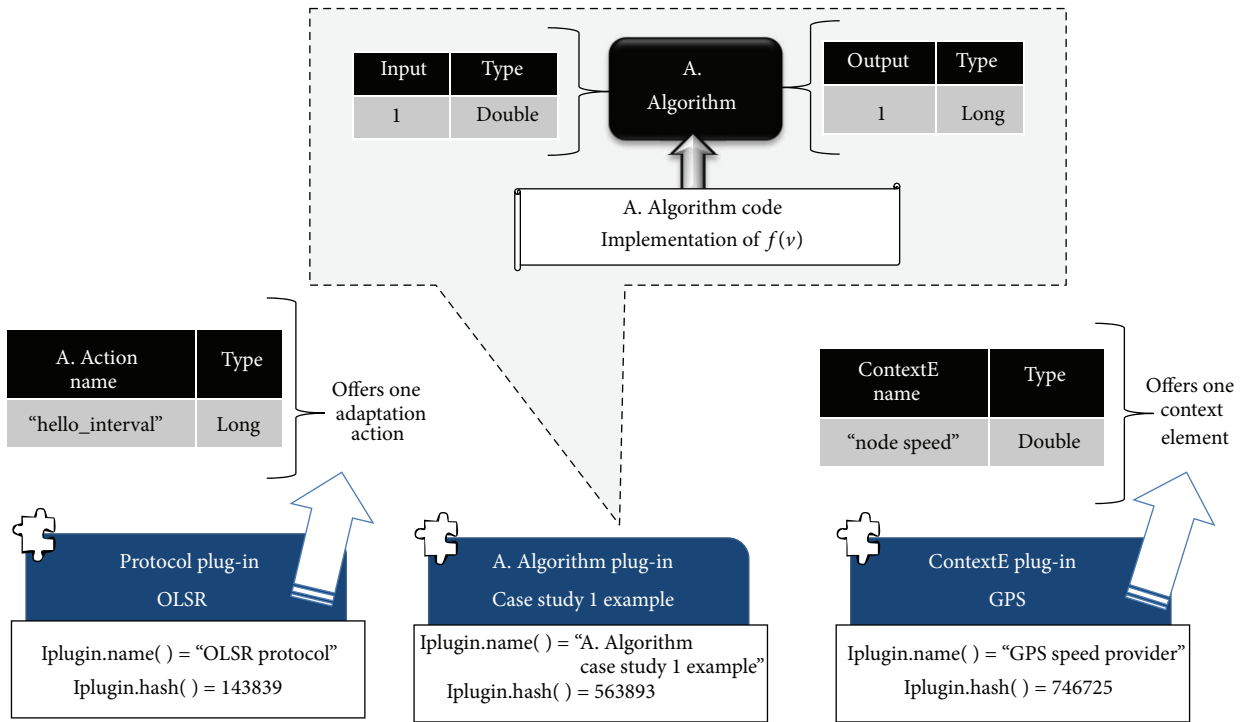 Input Type
1 Double
A.
Algorithm
Output Type
1 Long
A. Algorithm code
Implementation of f(v)
A. Action
name
Type
"hello_interval" Long
Offers one
adaptation
action
ContextE
name
Type
"node speed" Double
Offers one
context
element
Protocol plug-in
OLSR
Iplugin.name( ) = "OLSR protocol"
Iplugin.hash( ) = 143839
A. Algorithm plug-in
Case study 1 example
Iplugin.name( ) = "A. Algorithm
case study 1 example"
Iplugin.hash( ) = 563893
ContextE plug-in
GPS
Iplugin.name( ) = "GPS speed provider"
Iplugin.hash( ) = 746725